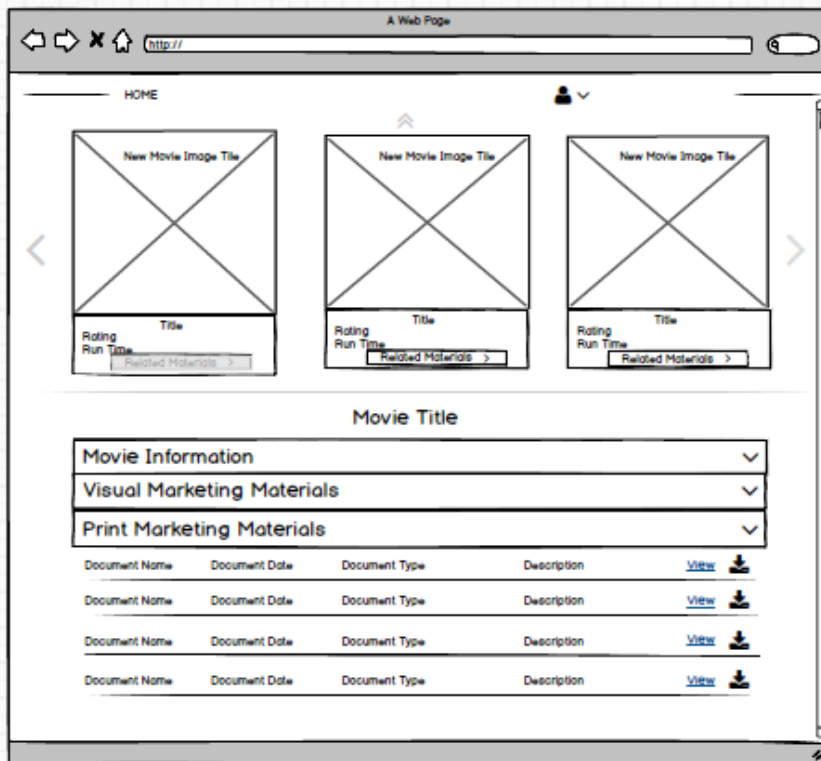 A Web Page
http://
HOME
New Movie Image Tile New Movie Image Tile New Movie Image Tile
Title Title Title
Rating Rating Rating
Run Time Run Time Run Time
Related Materials > Related Materials > Related Materials >
Movie Title
Movie Information
Visual Marketing Materials
Print Marketing Materials
Document Name Document Date Document Type Description View
Document Name Document Date Document Type Description View
Document Name Document Date Document Type Description View
Document Name Document Date Document Type Description View